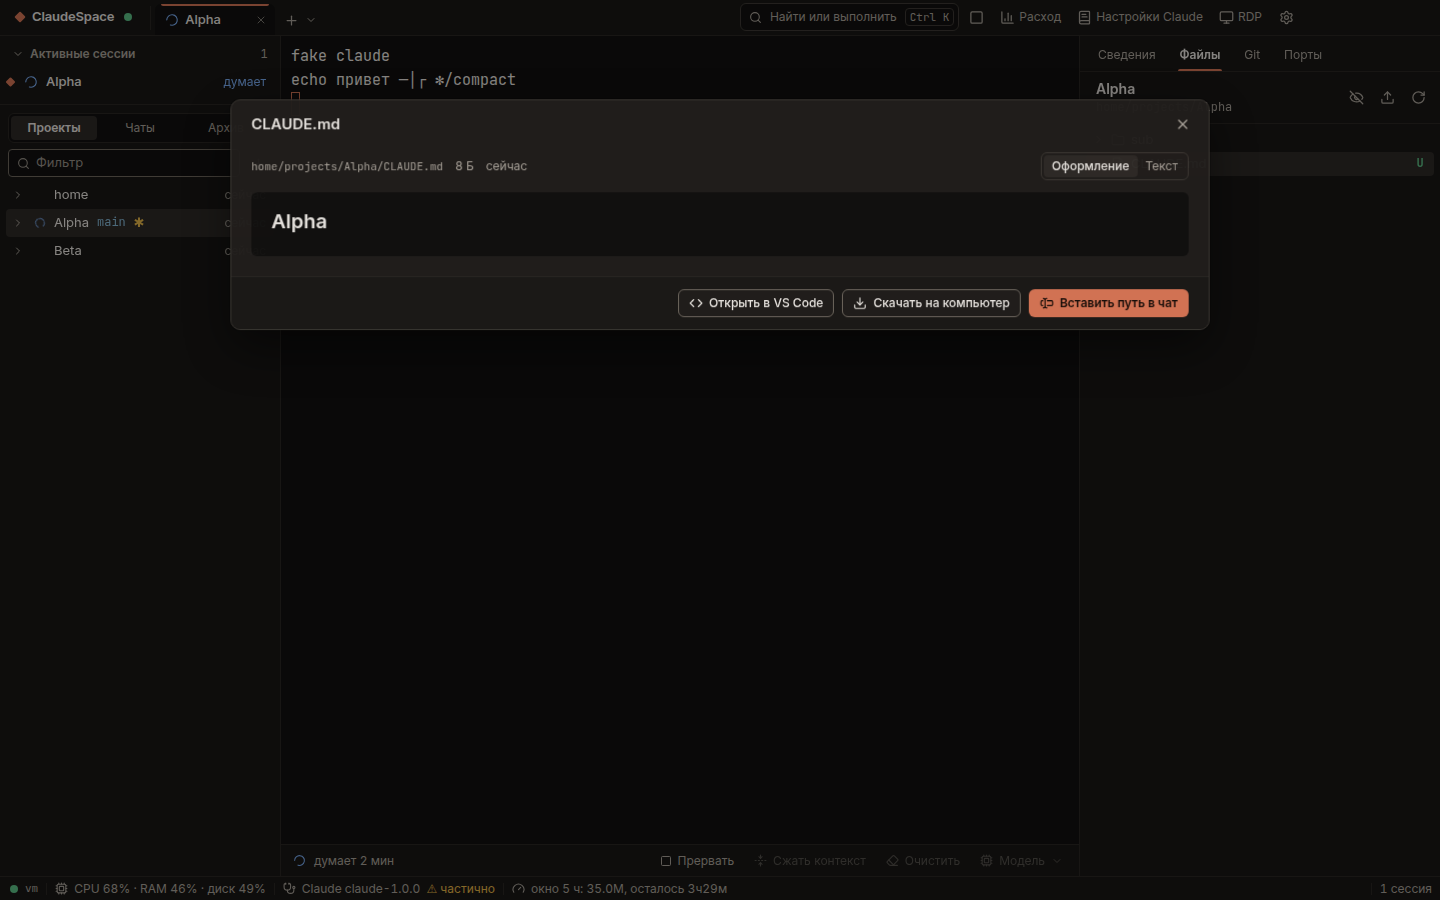 ClaudeSpace
Alpha
Найти или выполнить Ctrl K
Расход
Настройки Claude
RDP
Активные сессии 1
Alpha думает
Проекты Чаты
Фильтр
home
Alpha main
Beta
fake claude
echo привет —|┌ ✻/compact
Сведения Файлы Git Порты
Alpha
U
CLAUDE.md
home/projects/Alpha/CLAUDE.md 8 Б сейчас
Оформление Текст
Alpha
Открыть в VS Code
Скачать на компьютер
Вставить путь в чат
думает 2 мин
Прервать
Сжать контекст
Очистить
Модель
vm CPU 68% · RAM 46% · диск 49% Claude claude-1.0.0 ⚠ частично окно 5 ч: 35.0M, осталось 3ч29м 1 сессия